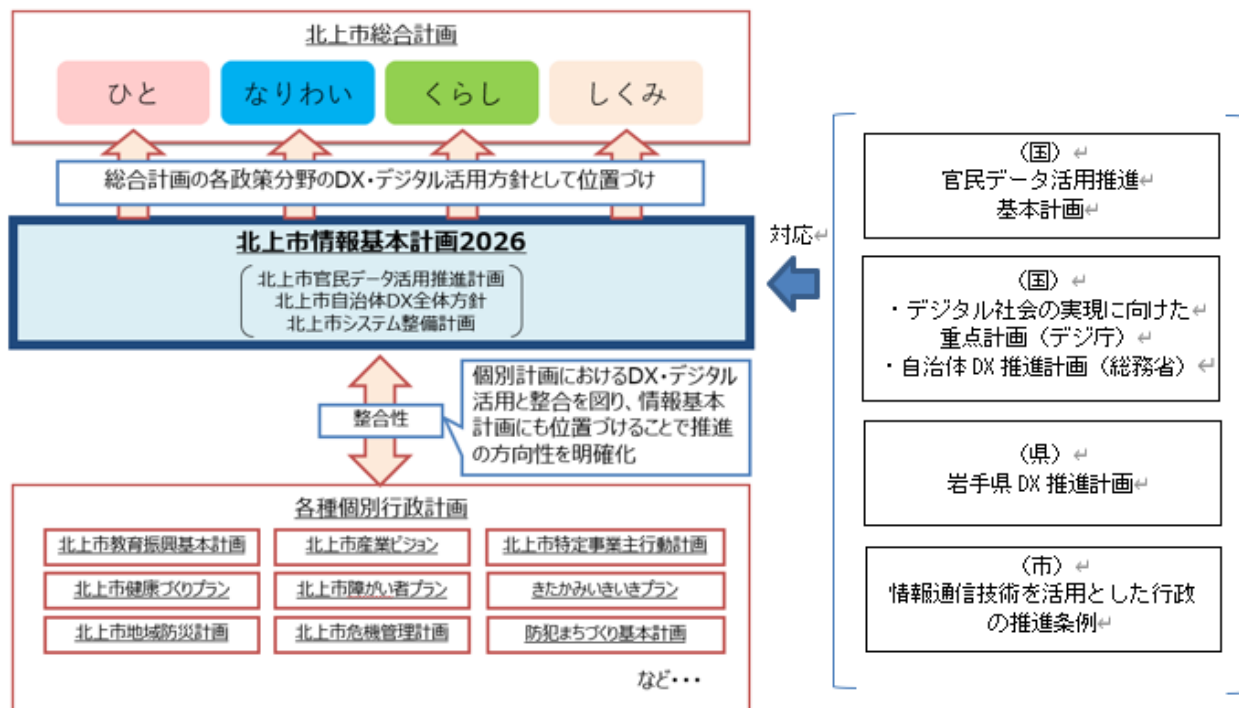 北上市総合計画
ひと
なりわい
くらし
しくみ
総合計画の各政策分野のDX・デジタル活用方針として位置づけ
北上市情報基本計画2026
北上市官民データ活用推進計画
北上市自治体DX全体方針
北上市システム整備計画
対応↵
整合性
個別計画におけるDX・デジタル
活用と整合を図り、情報基本
計画にも位置づけることで推進
の方向性を明確化
各種個別行政計画
北上市教育振興基本計画
北上市産業ビジョン
北上市特定事業主行動計画
北上市健康づくりプラン
北上市障がい者プラン
きたかみいきいきプラン
北上市地域防災計画
北上市危機管理計画
防犯まちづくり基本計画
など・・・
（国）↵
官民データ活用推進↵
基本計画↵
（国）↵
・デジタル社会の実現に向けた↵
重点計画（デジ庁）↵
・自治体 DX 推進計画（総務省）↵
（県）↵
岩手県 DX 推進計画↵
（市）↵
情報通信技術を活用とした行政
の推進条例↵